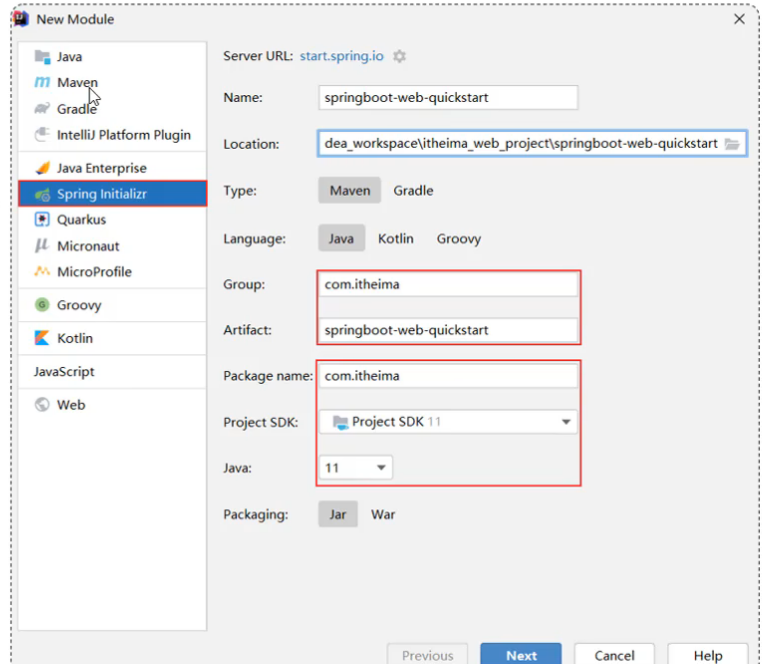 New Module
Java
Maven
Gradle
IntelliJ Platform Plugin
Java Enterprise
Spring Initializr
Quarkus
Micronaut
MicroProfile
Groovy
Kotlin
JavaScript
Web
Server URL: start.spring.io
Name: springboot-web-quickstart
Location: dea_workspace\itheima_web_project\springboot-web-quickstart
Type: Maven Gradle
Language: Java Kotlin Groovy
Group: com.itheima
Artifact: springboot-web-quickstart
Package name: com.itheima
Project SDK: Project SDK 11
Java: 11
Packaging: Jar War
Previous Next Cancel Help